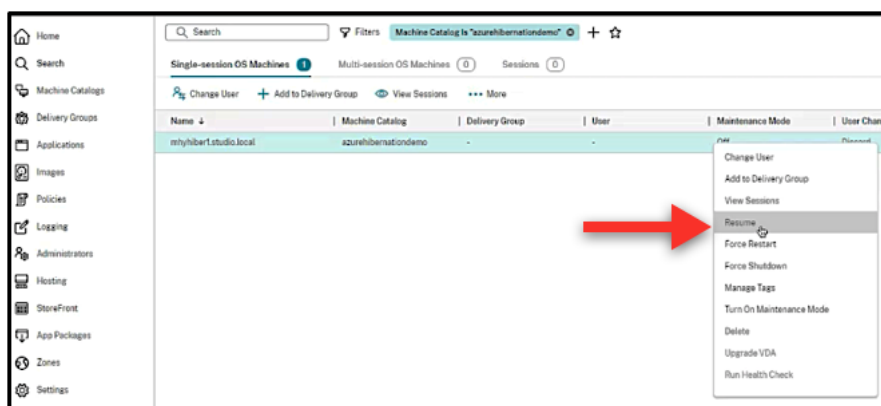 Home
Search
Machine Catalogs
Delivery Groups
Applications
Images
Policies
Logging
Administrators
Hosting
StoreFront
App Packages
Zones
Settings
Search Filters Machine Catalog Is "azurehibernationdemo"
Single-session OS Machines 1 Multi-session OS Machines 0 Sessions 0
Change User Add to Delivery Group View Sessions More
Name Machine Catalog Delivery Group User Maintenance Mode User Chan
mhyhiber1.studio.local azurehibernationdemo - - Off Discard
Change User
Add to Delivery Group
View Sessions
Resume
Force Restart
Force Shutdown
Manage Tags
Turn On Maintenance Mode
Delete
Upgrade VDA
Run Health Check